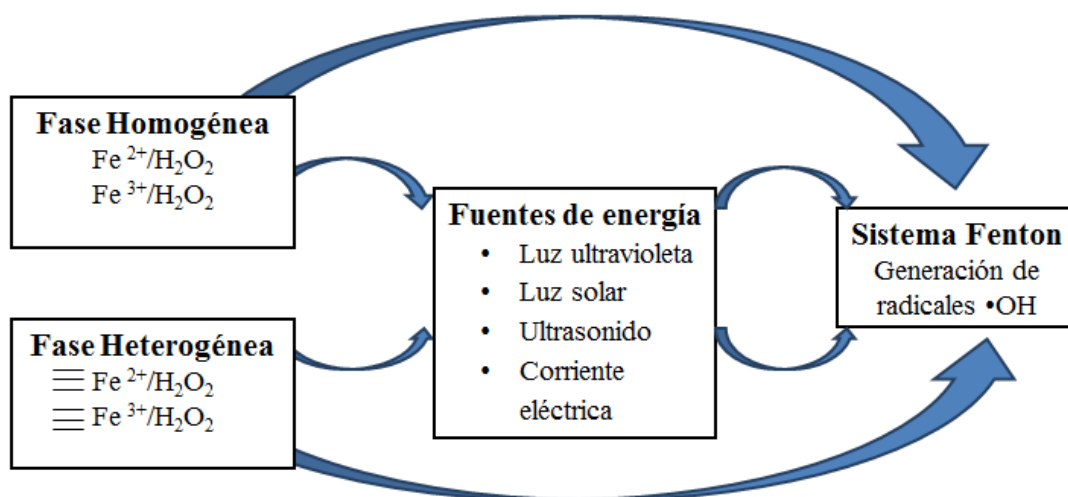 Fase Homogénea
Fe ²⁺/H₂O₂
Fe ³⁺/H₂O₂
Fase Heterogénea
≡ Fe ²⁺/H₂O₂
≡ Fe ³⁺/H₂O₂
Fuentes de energía
• Luz ultravioleta
• Luz solar
• Ultrasonido
• Corriente
eléctrica
Sistema Fenton
Generación de
radicales •OH